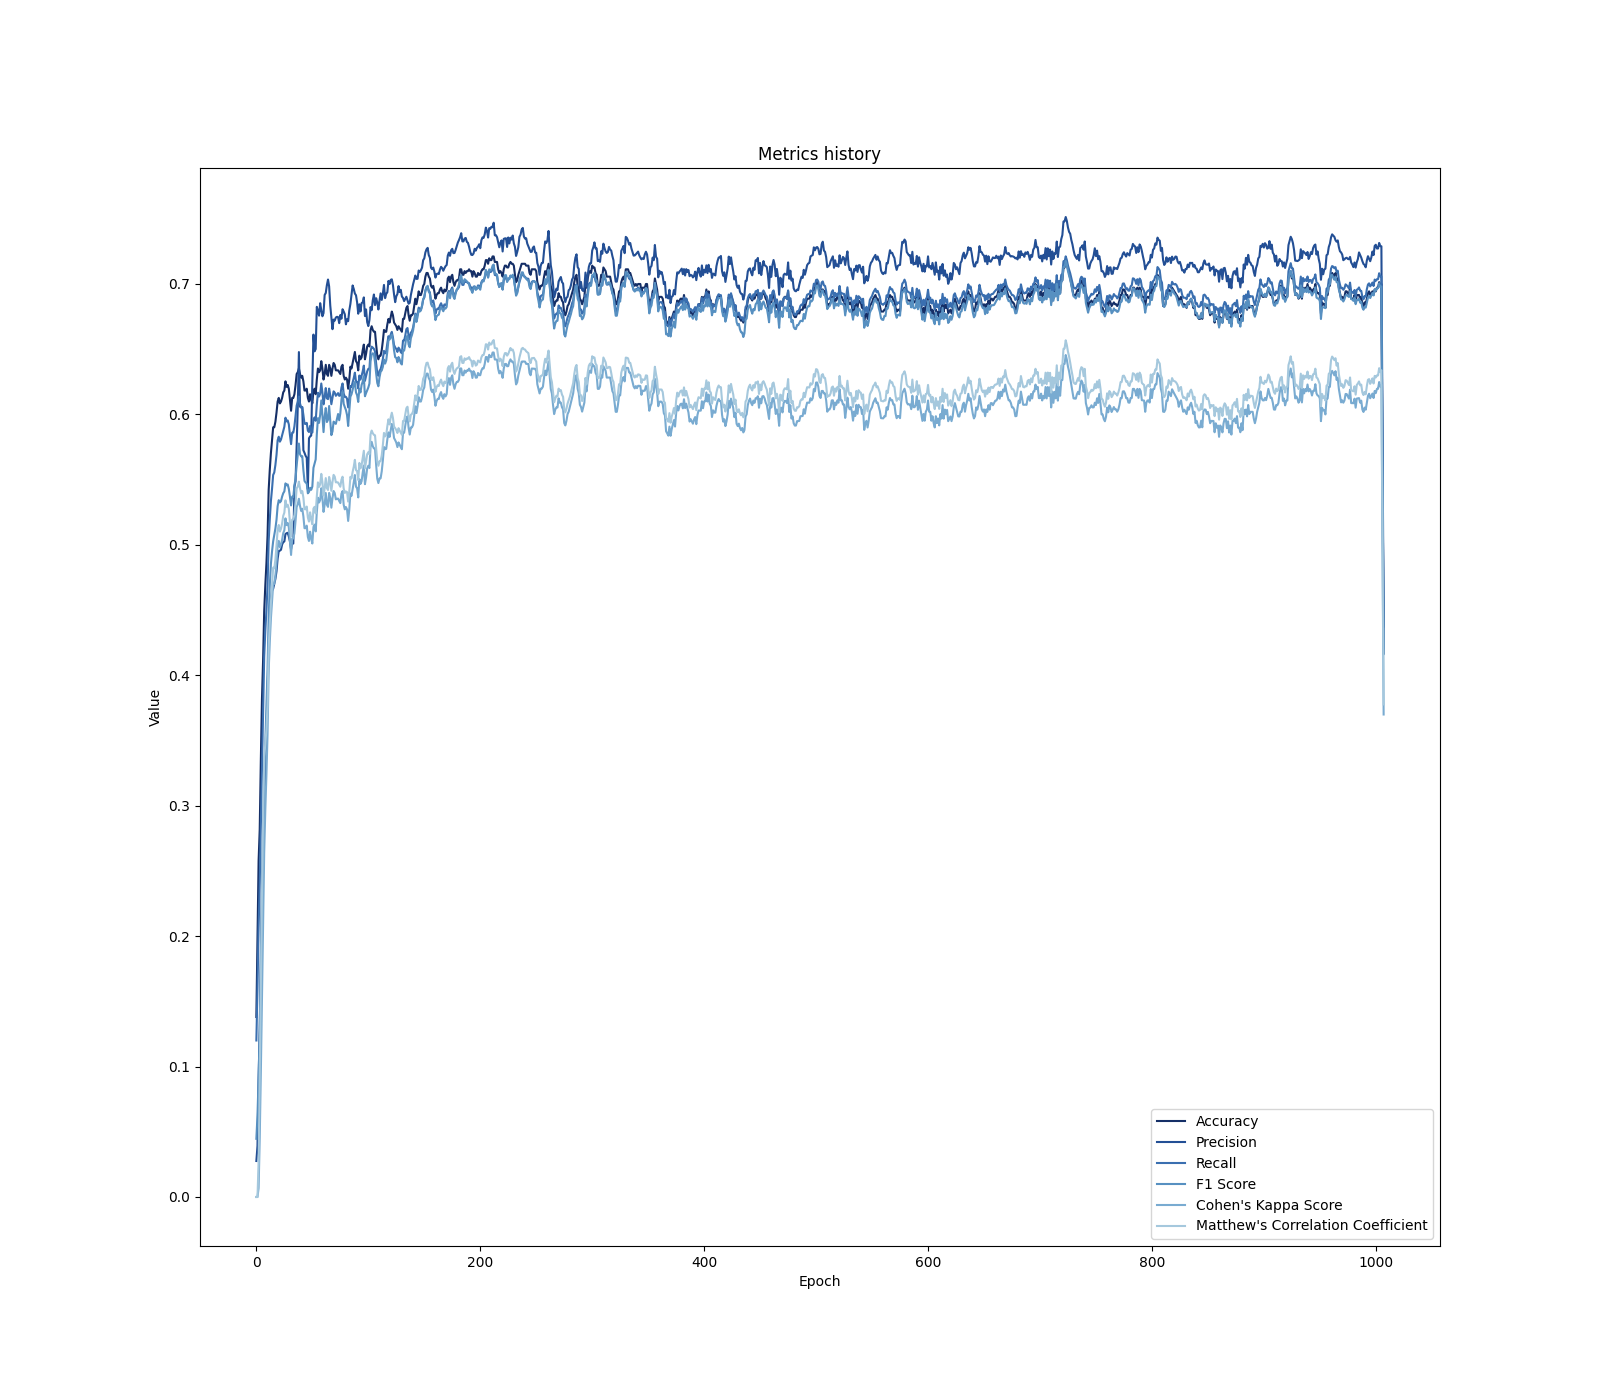 Metrics history
0.7
0.6
0.5
0.4
0.3
0.2
0.1
0.0
Value
0 200 400 600 800 1000
Epoch
Accuracy
Precision
Recall
F1 Score
Cohen's Kappa Score
Matthew's Correlation Coefficient